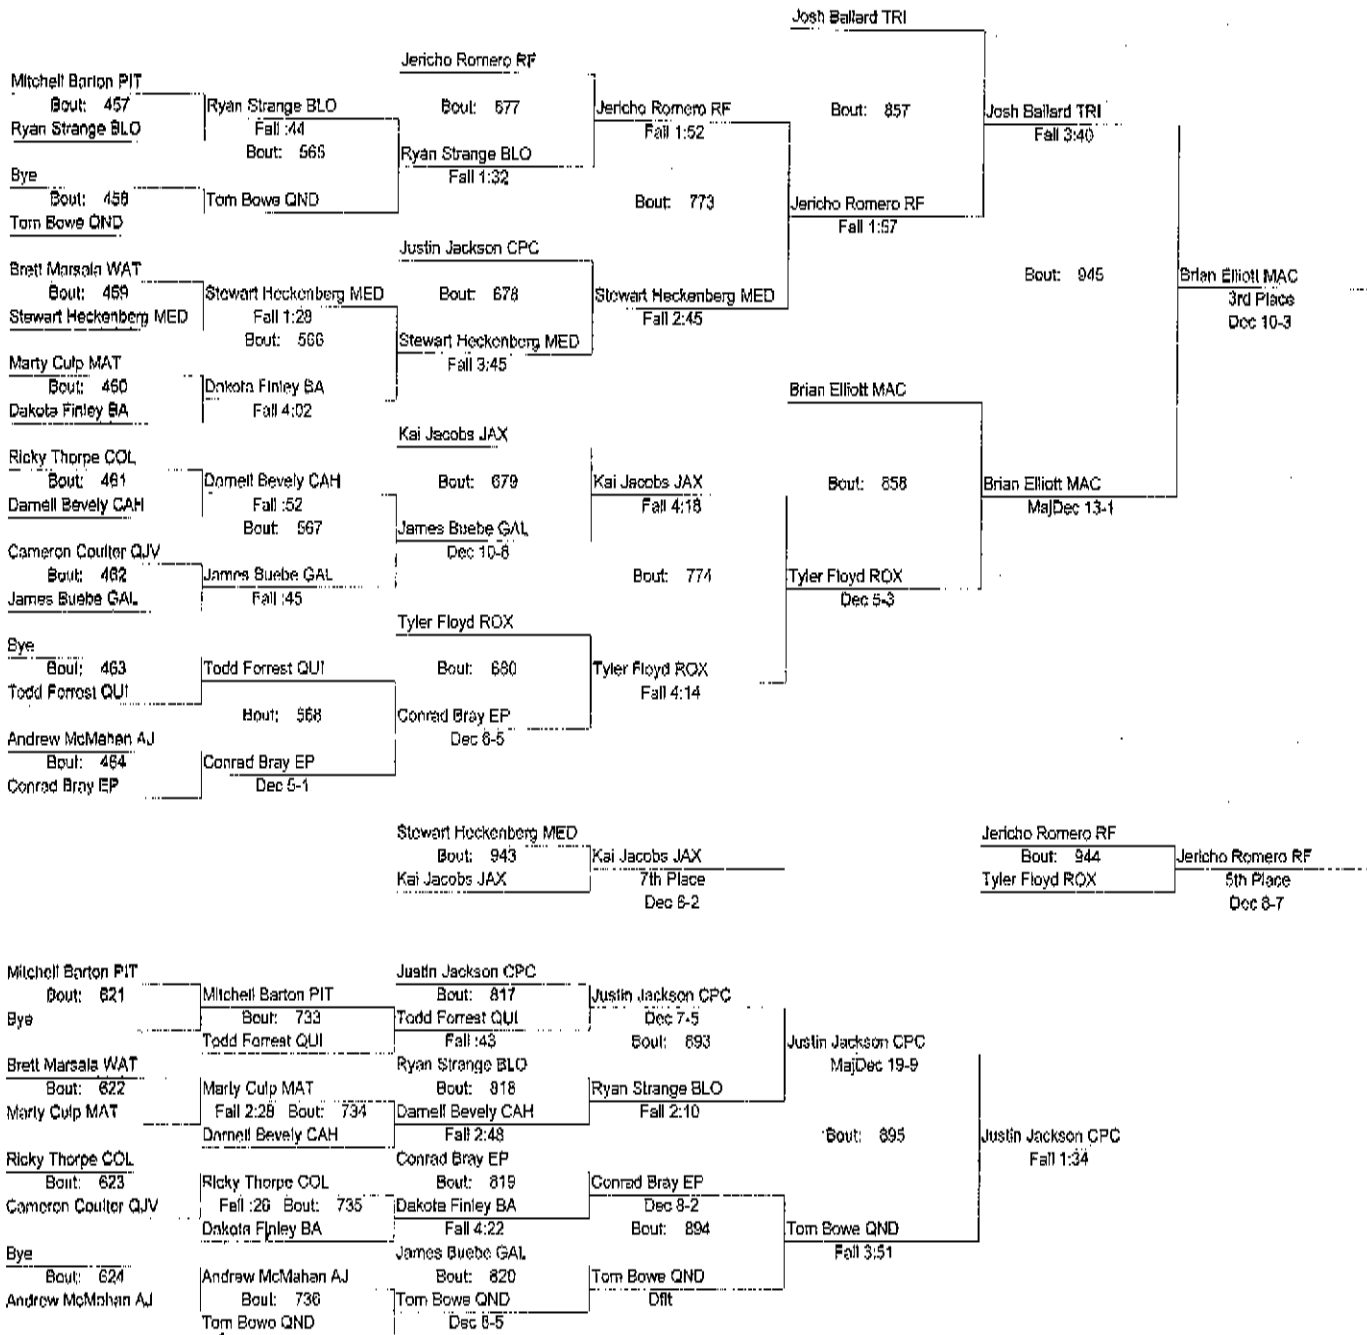 Josh Ballard TRI
Jericho Romero RF
Mitchell Barton PIT
Bout: 457
Ryan Strange BLO
Ryan Strange BLO
Fall :44
Bout: 565
Bout: 677
Jericho Romero RF
Fall 1:52
Bout: 857
Josh Ballard TRI
Fall 3:40
Bye
Bout: 458
Tom Bowe QND
Tom Bowe QND
Ryan Strange BLO
Fall 1:32
Bout: 773
Jericho Romero RF
Fall 1:57
Justin Jackson CPC
Brett Marsala WAT
Bout: 459
Stewart Heckenberg MED
Stewart Heckenberg MED
Fall 1:28
Bout: 566
Bout: 678
Stewart Heckenberg MED
Fall 2:45
Bout: 945
Brian Elliott MAC
3rd Place
Dec 10-3
Stewart Heckenberg MED
Fall 3:45
Marty Culp MAT
Bout: 460
Dakota Finley BA
Dakota Finley BA
Fall 4:02
Brian Elliott MAC
Kai Jacobs JAX
Ricky Thorpe COL
Bout: 461
Darnell Bevely CAH
Darnell Bevely CAH
Fall :52
Bout: 567
Bout: 679
Kai Jacobs JAX
Fall 4:18
Bout: 858
Brian Elliott MAC
MajDec 13-1
James Buebe GAL
Dec 10-8
Cameron Coulter QJV
Bout: 462
James Buebe GAL
James Buebe GAL
Fall :45
Bout: 774
Tyler Floyd ROX
Dec 5-3
Tyler Floyd ROX
Bye
Bout: 463
Todd Forrest QUI
Todd Forrest QUI
Bout: 680
Tyler Floyd ROX
Fall 4:14
Bout: 568
Conrad Bray EP
Dec 6-5
Andrew McMahan AJ
Bout: 464
Conrad Bray EP
Conrad Bray EP
Dec 5-1
Stewart Heckenberg MED
Bout: 943
Kai Jacobs JAX
Kai Jacobs JAX
7th Place
Dec 6-2
Jericho Romero RF
Bout: 944
Tyler Floyd ROX
Jericho Romero RF
5th Place
Dec 8-7
Mitchell Barton PIT
Bout: 621
Bye
Mitchell Barton PIT
Bout: 733
Todd Forrest QUI
Justin Jackson CPC
Bout: 817
Todd Forrest QUI
Fall :43
Justin Jackson CPC
Dec 7-5
Bout: 893
Justin Jackson CPC
MajDec 19-9
Brett Marsala WAT
Bout: 622
Marty Culp MAT
Marty Culp MAT
Fall 2:28 Bout: 734
Darnell Bevely CAH
Ryan Strange BLO
Bout: 818
Darnell Bevely CAH
Fall 2:48
Ryan Strange BLO
Fall 2:10
Bout: 895
Justin Jackson CPC
Fall 1:34
Ricky Thorpe COL
Bout: 623
Cameron Coulter QJV
Ricky Thorpe COL
Fall :26 Bout: 735
Dakota Finley BA
Conrad Bray EP
Bout: 819
Dakota Finley BA
Fall 4:22
Conrad Bray EP
Dec 8-2
Bout: 894
Tom Bowe QND
Fall 3:51
Bye
Bout: 624
Andrew McMahan AJ
Andrew McMahan AJ
Bout: 736
Tom Bowe QND
James Buebe GAL
Bout: 820
Tom Bowe QND
Dec 8-5
Tom Bowe QND
Dflt